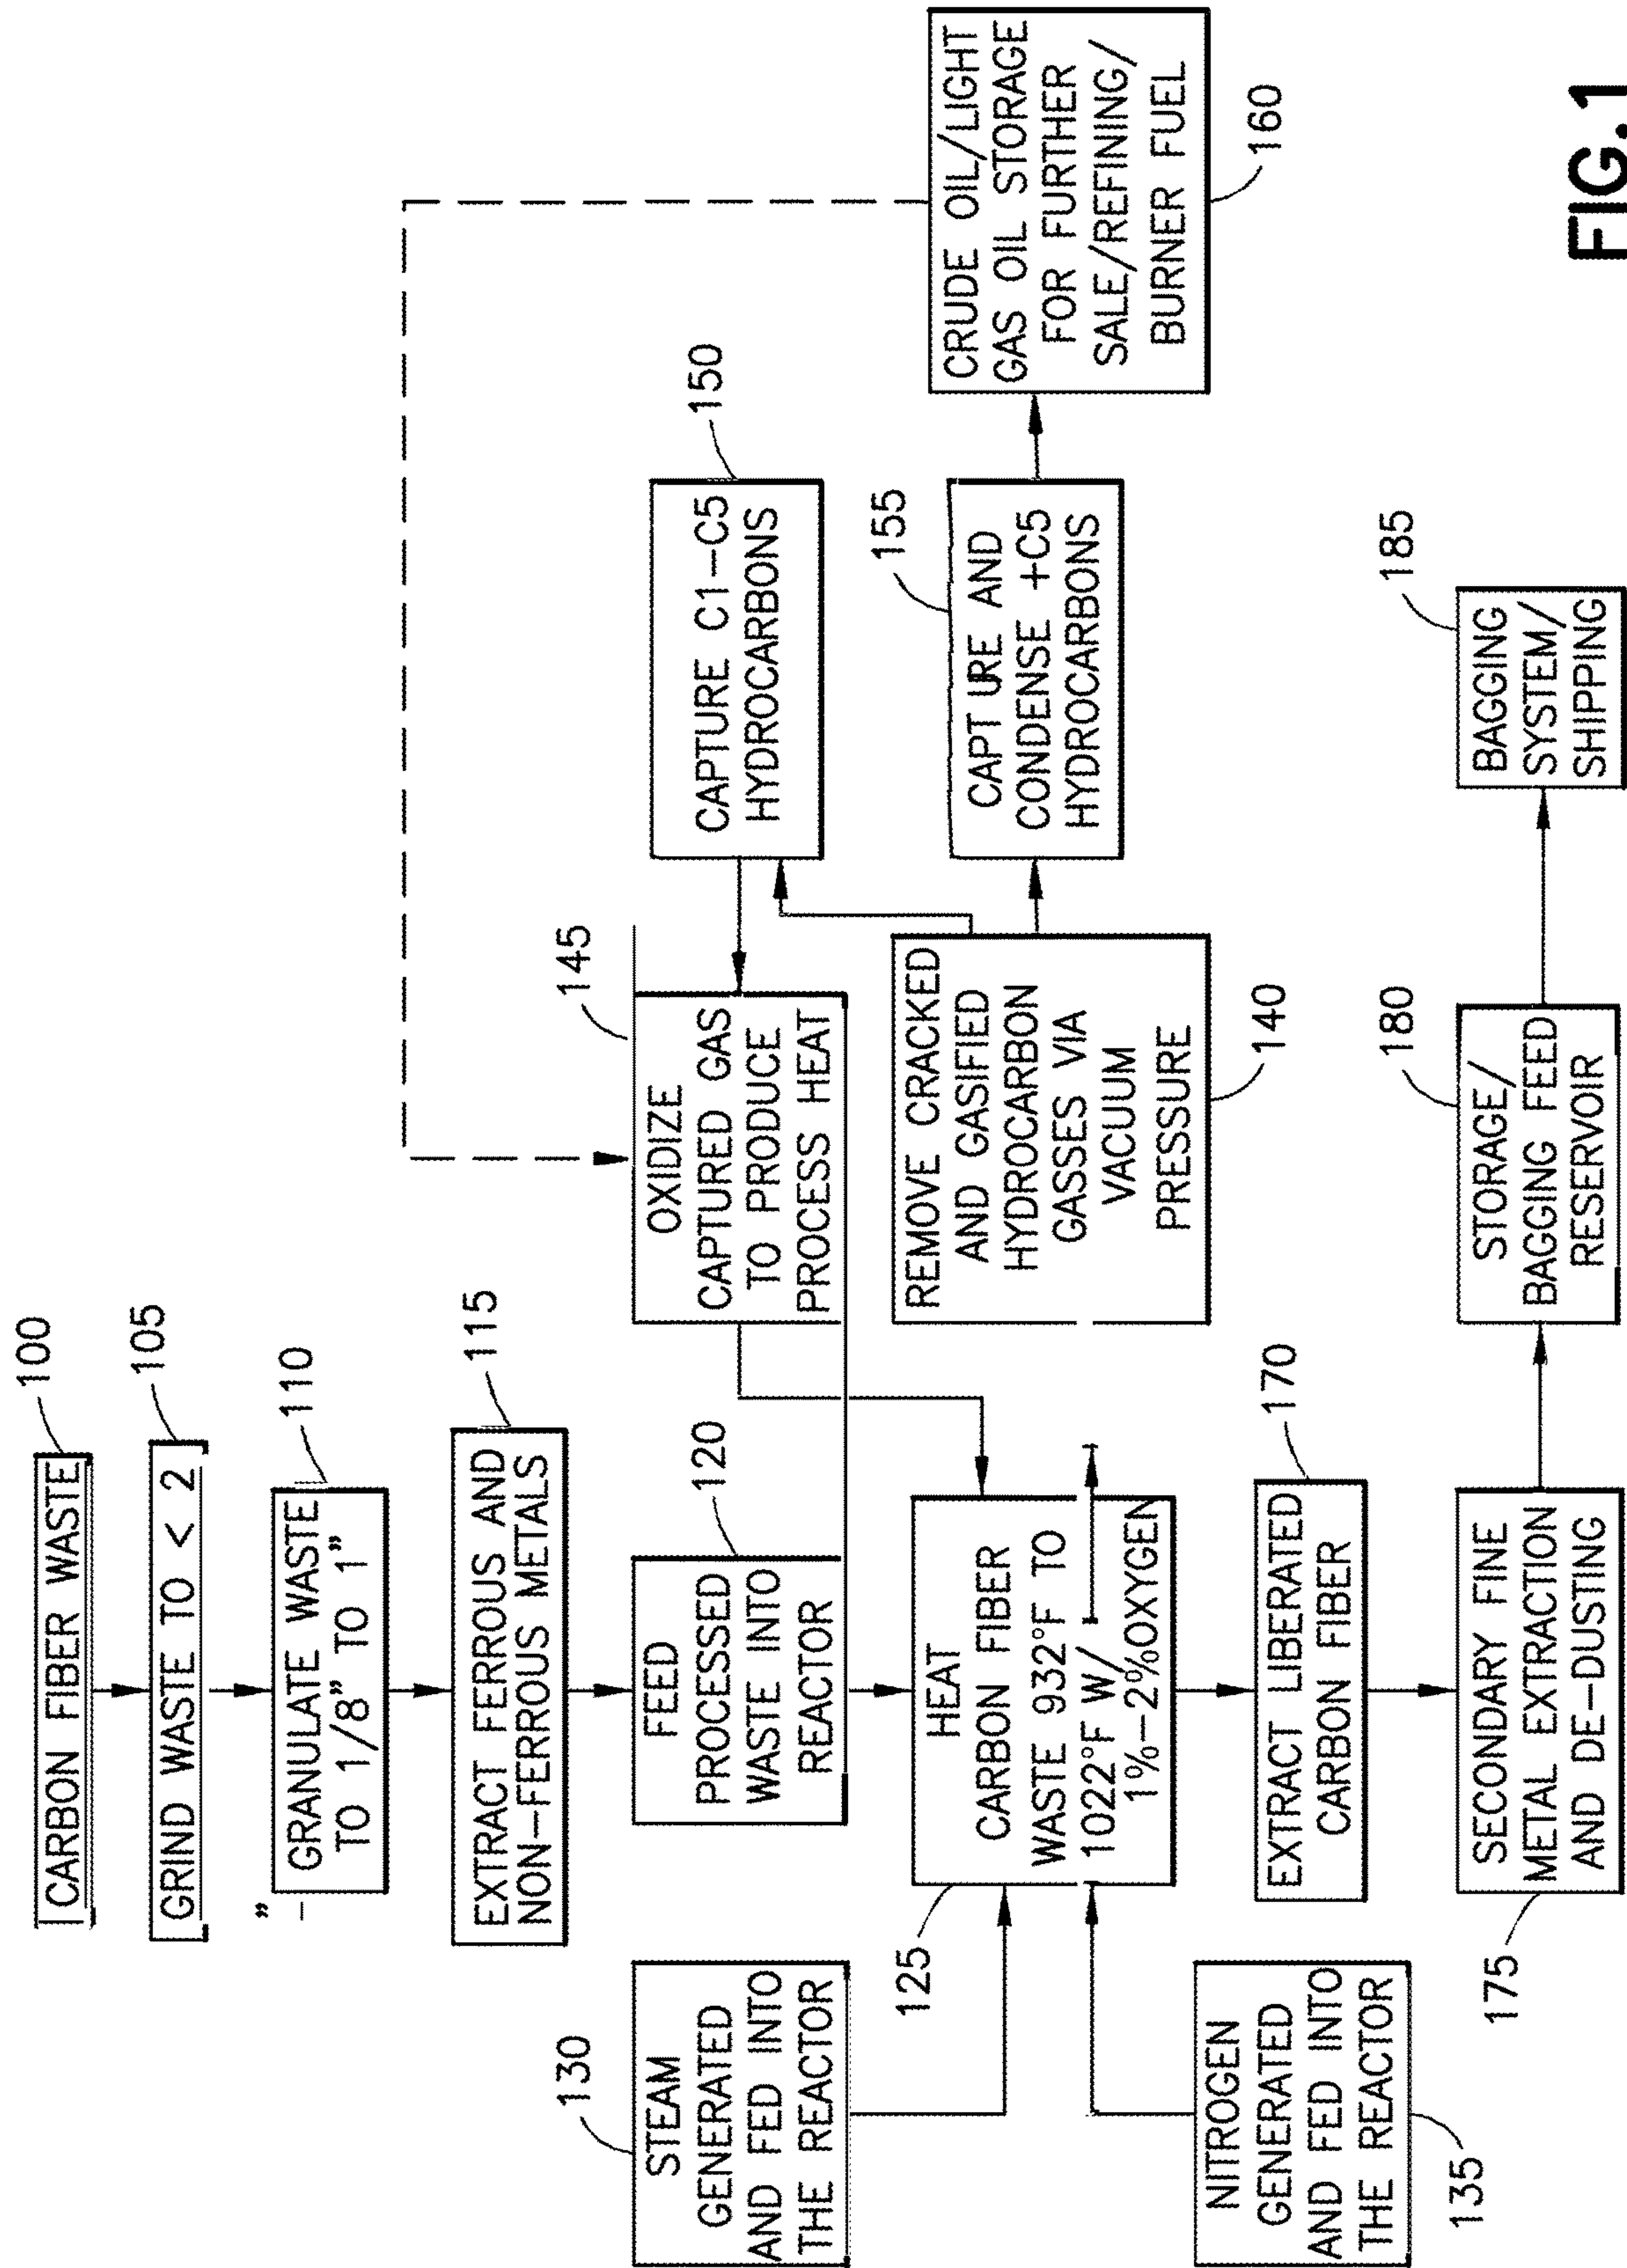 100
CARBON FIBER WASTE
105
GRIND WASTE TO < 2
"
110
GRANULATE WASTE
TO 1/8" TO 1"
115
EXTRACT FERROUS AND
NON-FERROUS METALS
120
FEED
PROCESSED
WASTE INTO
REACTOR
130
STEAM
GENERATED
AND FED INTO
THE REACTOR
125
HEAT
CARBON FIBER
WASTE 932°F TO
1022°F W/
1%-2%OXYGEN
NITROGEN
GENERATED
AND FED INTO
THE REACTOR
135
145
OXIDIZE
CAPTURED GAS
TO PRODUCE
PROCESS HEAT
150
CAPTURE C1-C5
HYDROCARBONS
REMOVE CRACKED
AND GASIFIED
HYDROCARBON
GASSES VIA
VACUUM
PRESSURE
140
155
CAPT URE AND
CONDENSE +C5
HYDROCARBONS
CRUDE OIL/LIGHT
GAS OIL STORAGE
FOR FURTHER
SALE/REFINING/
BURNER FUEL
160
170
EXTRACT LIBERATED
CARBON FIBER
175
SECONDARY FINE
METAL EXTRACTION
AND DE-DUSTING
180
STORAGE/
BAGGING FEED
RESERVOIR
185
BAGGING
SYSTEM/
SHIPPING
FIG.1